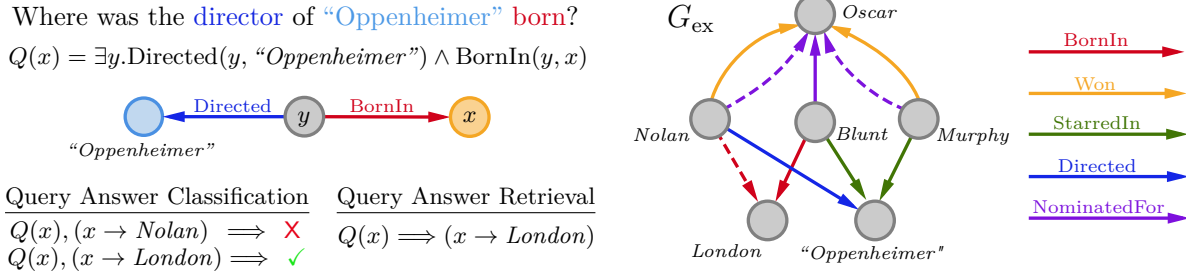 Where was the director of “Oppenheimer” born?
Q(x) = ∃y.Directed(y, “Oppenheimer”) ∧ BornIn(y, x)
Directed
BornIn
y
x
“Oppenheimer”
Query Answer Classification
Q(x), (x → Nolan) ⟹ X
Q(x), (x → London) ⟹ ✓
Query Answer Retrieval
Q(x) ⟹ (x → London)
G_ex
Oscar
Nolan
Blunt
Murphy
London
“Oppenheimer"
BornIn
Won
StarredIn
Directed
NominatedFor